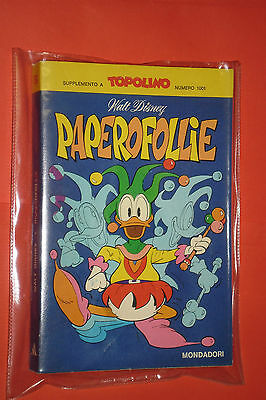 SUPPLEMENTO A TOPOLINO NUMERO 1001
Walt Disney
PAPEROFOLLIE
MONDADORI